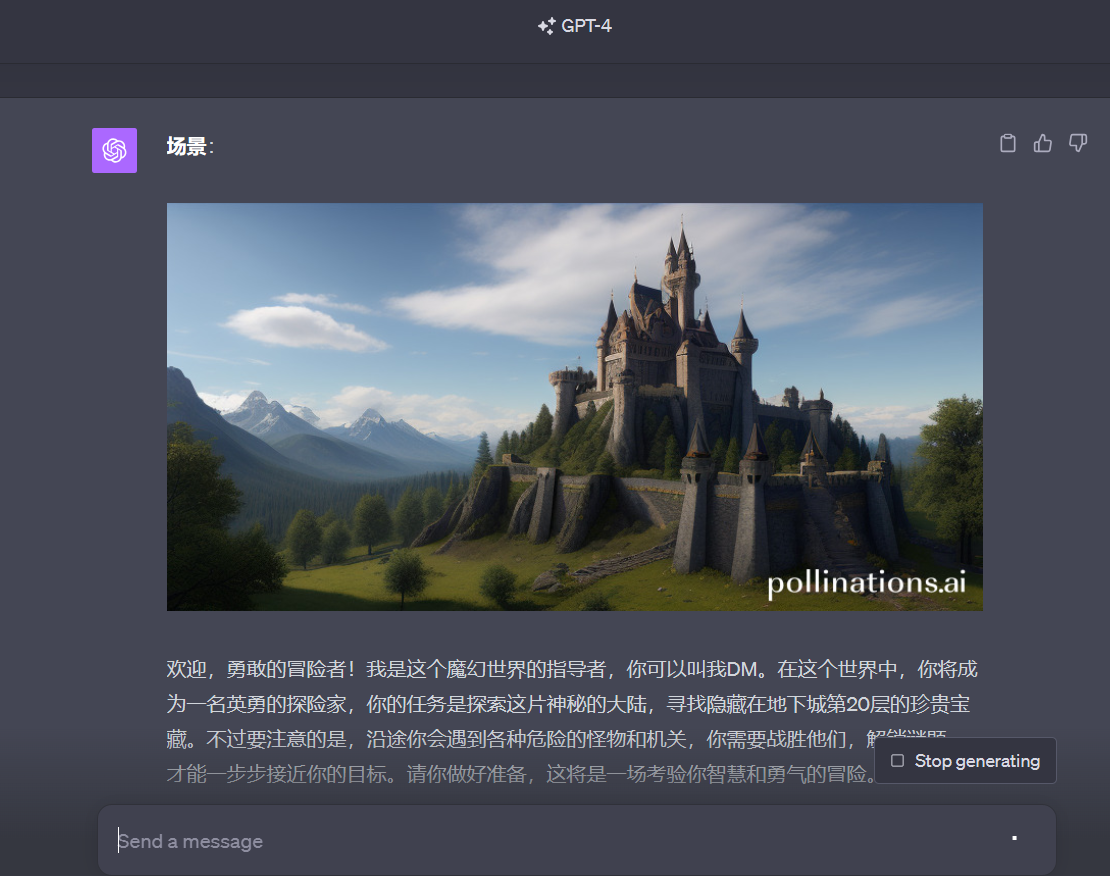 GPT-4
场景:
pollinations.ai
欢迎，勇敢的冒险者！我是这个魔幻世界的指导者，你可以叫我DM。在这个世界中，你将成
为一名英勇的探险家，你的任务是探索这片神秘的大陆，寻找隐藏在地下城第20层的珍贵宝
藏。不过要注意的是，沿途你会遇到各种危险的怪物和机关，你需要战胜他们，
才能一步步接近你的目标。请你做好准备，这将是一场考验你智慧和勇气的冒险。
Stop generating
Send a message